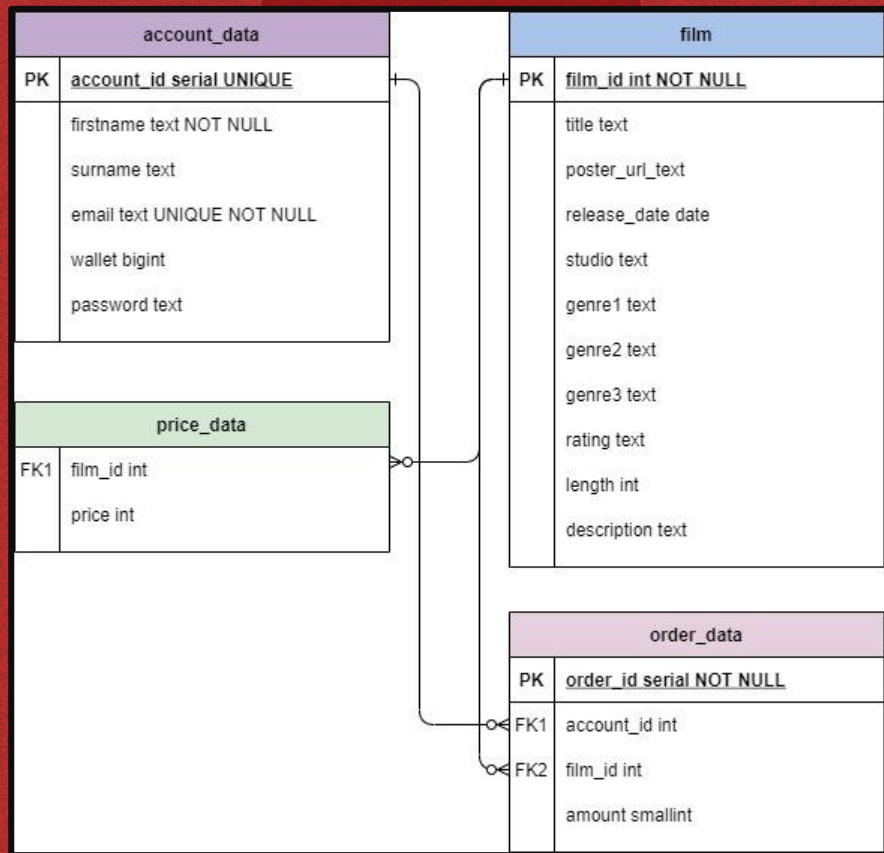 account_data
PK account_id serial UNIQUE
firstname text NOT NULL
surname text
email text UNIQUE NOT NULL
wallet bigint
password text
film
PK film_id int NOT NULL
title text
poster_url_text
release_date date
studio text
genre1 text
genre2 text
genre3 text
rating text
length int
description text
price_data
FK1 film_id int
price int
order_data
PK order_id serial NOT NULL
FK1 account_id int
FK2 film_id int
amount smallint